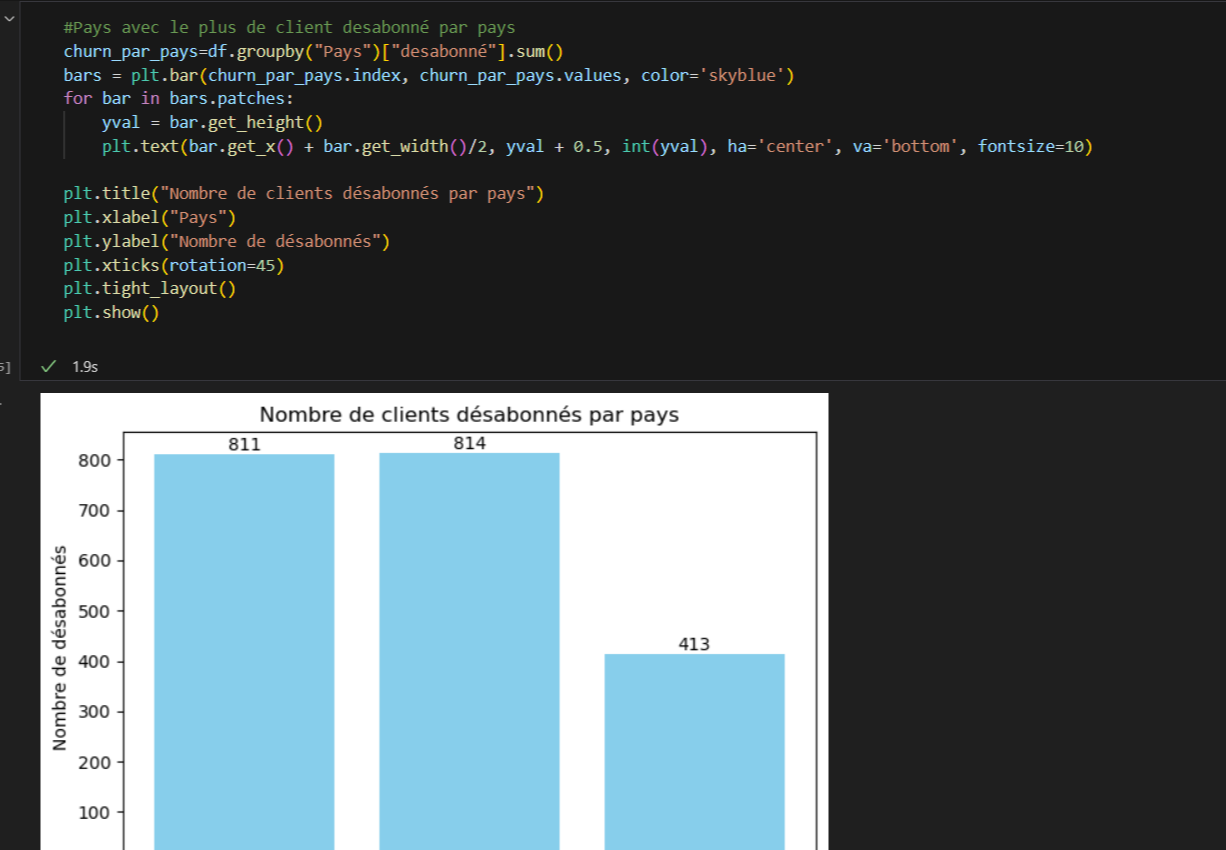 #Pays avec le plus de client desabonné par pays
churn_par_pays=df.groupby("Pays")["desabonné"].sum()
bars = plt.bar(churn_par_pays.index, churn_par_pays.values, color='skyblue')
for bar in bars.patches:
    yval = bar.get_height()
    plt.text(bar.get_x() + bar.get_width()/2, yval + 0.5, int(yval), ha='center', va='bottom', fontsize=10)
plt.title("Nombre de clients désabonnés par pays")
plt.xlabel("Pays")
plt.ylabel("Nombre de désabonnés")
plt.xticks(rotation=45)
plt.tight_layout()
plt.show()
1.9s
Nombre de clients désabonnés par pays
811
814
413
800
700
600
500
400
300
200
100
Nombre de désabonnés